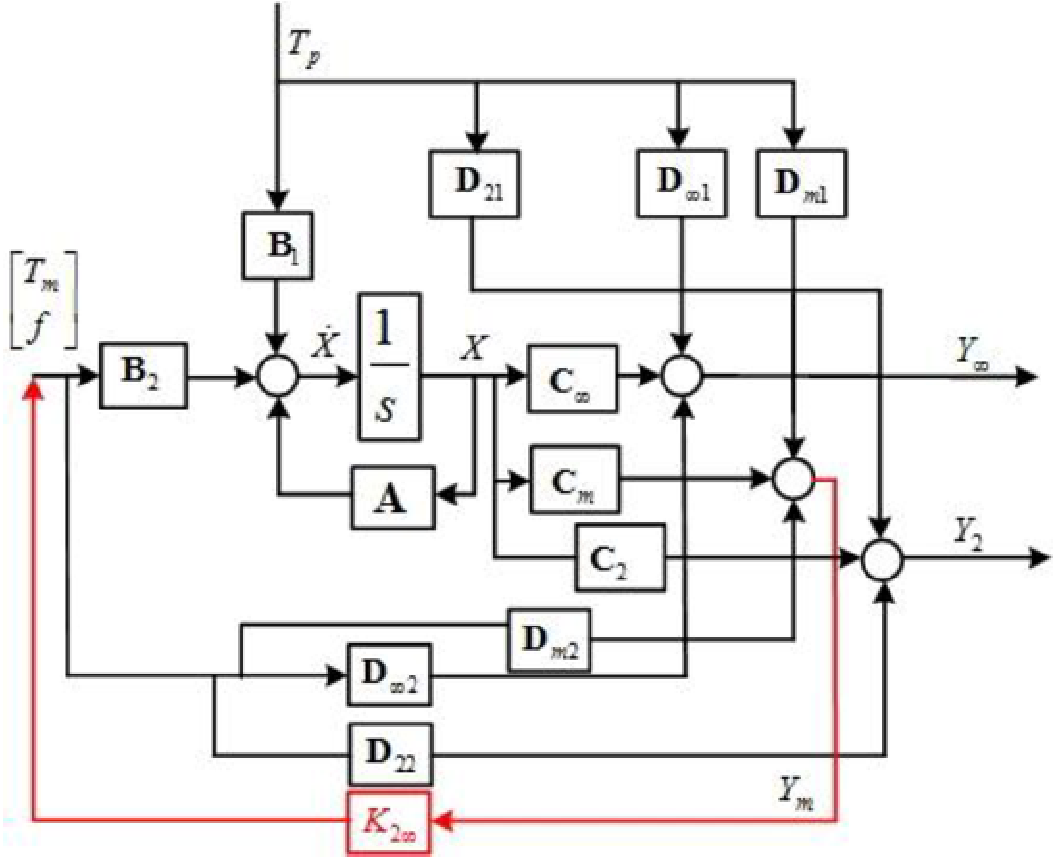 T_p
D_21 D_∞1 D_m1
B_1
[T_m
f]
B_2 Ẋ 1/s X C_∞ Y_∞
A C_m
C_2 Y_2
D_m2
D_∞2
D_22
K_2∞ Y_m